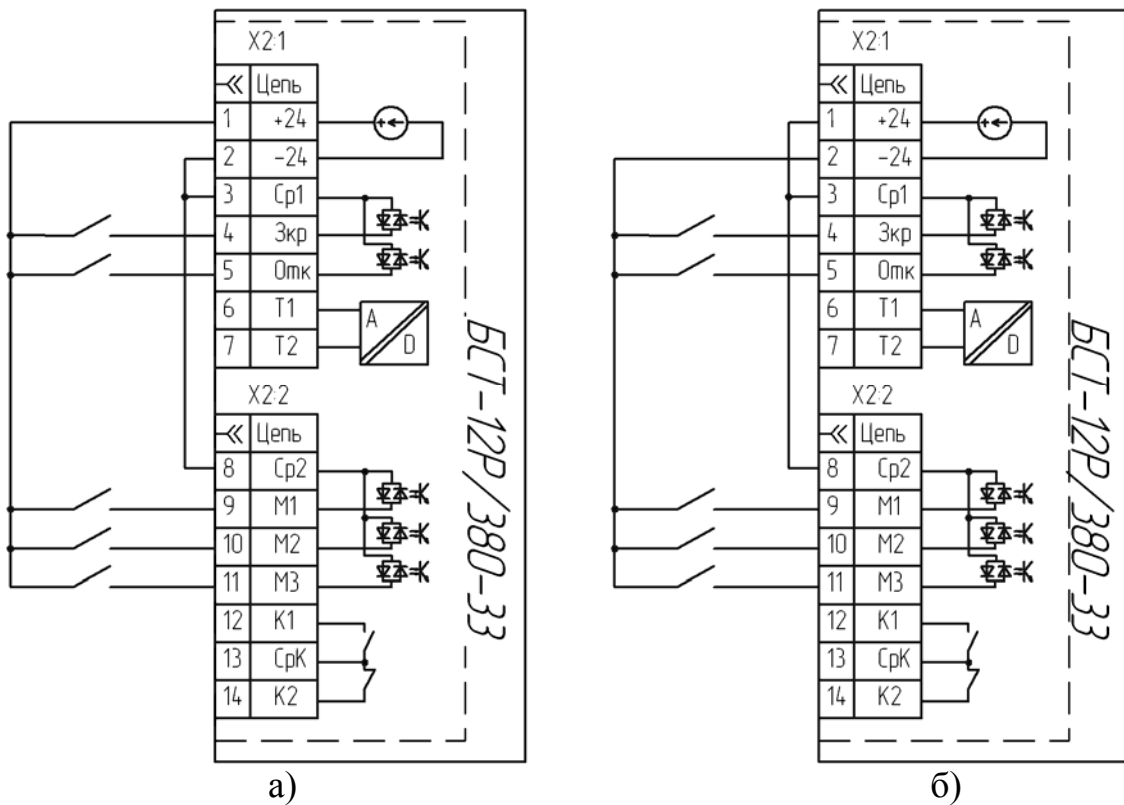 X2:1
Цепь
1 +24
2 -24
3 Ср1
4 Зкр
5 Отк
6 Т1
7 Т2
A
D
X2:2
Цепь
8 Ср2
9 М1
10 М2
11 М3
12 К1
13 СрК
14 К2
БСТ-12Р/380-33
а)
X2:1
Цепь
1 +24
2 -24
3 Ср1
4 Зкр
5 Отк
6 Т1
7 Т2
A
D
X2:2
Цепь
8 Ср2
9 М1
10 М2
11 М3
12 К1
13 СрК
14 К2
БСТ-12Р/380-33
б)